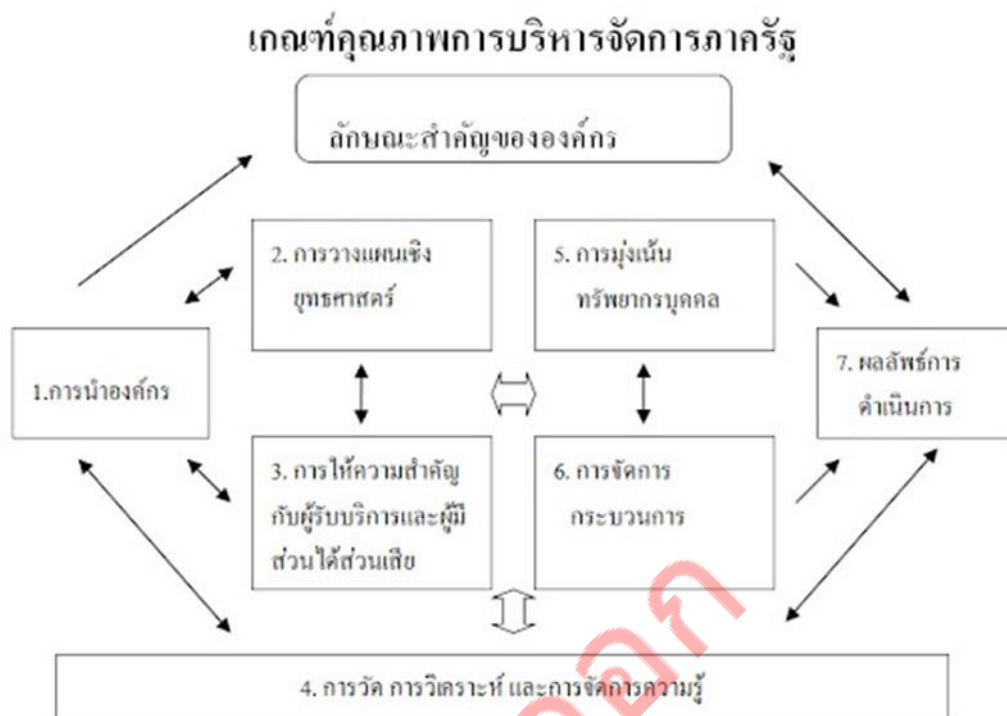 เกณฑ์คุณภาพการบริหารจัดการภาครัฐ
ลักษณะสำคัญขององค์กร
2. การวางแผนเชิง
ยุทธศาสตร์
5. การมุ่งเน้น
ทรัพยากรบุคคล
1.การนำองค์กร
7. ผลลัพธ์การ
ดำเนินการ
3. การให้ความสำคัญ
กับผู้รับบริการและผู้มี
ส่วนได้ส่วนเสีย
6. การจัดการ
กระบวนการ
4. การวัด การวิเคราะห์ และการจัดการความรู้